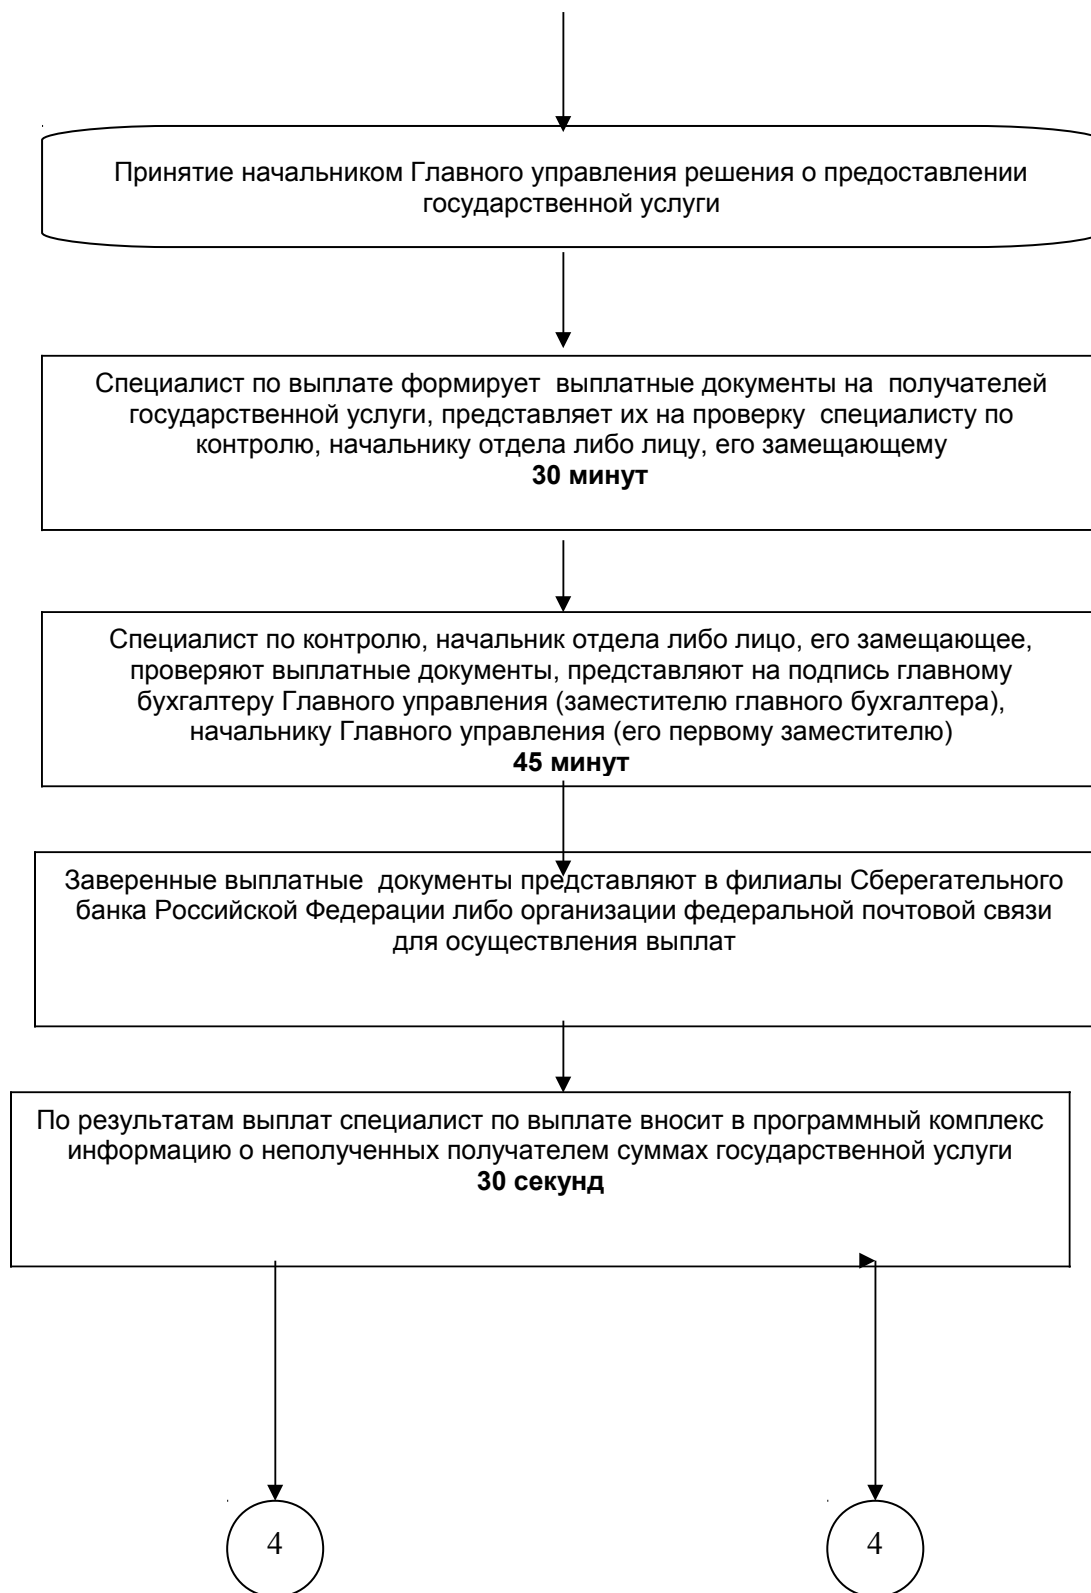 Принятие начальником Главного управления решения о предоставлении
государственной услуги
Специалист по выплате формирует выплатные документы на получателей
государственной услуги, представляет их на проверку специалисту по
контролю, начальнику отдела либо лицу, его замещающему
30 минут
Специалист по контролю, начальник отдела либо лицо, его замещающее,
проверяют выплатные документы, представляют на подпись главному
бухгалтеру Главного управления (заместителю главного бухгалтера),
начальнику Главного управления (его первому заместителю)
45 минут
Заверенные выплатные документы представляют в филиалы Сберегательного
банка Российской Федерации либо организации федеральной почтовой связи
для осуществления выплат
По результатам выплат специалист по выплате вносит в программный комплекс
информацию о неполученных получателем суммах государственной услуги
30 секунд
4
4